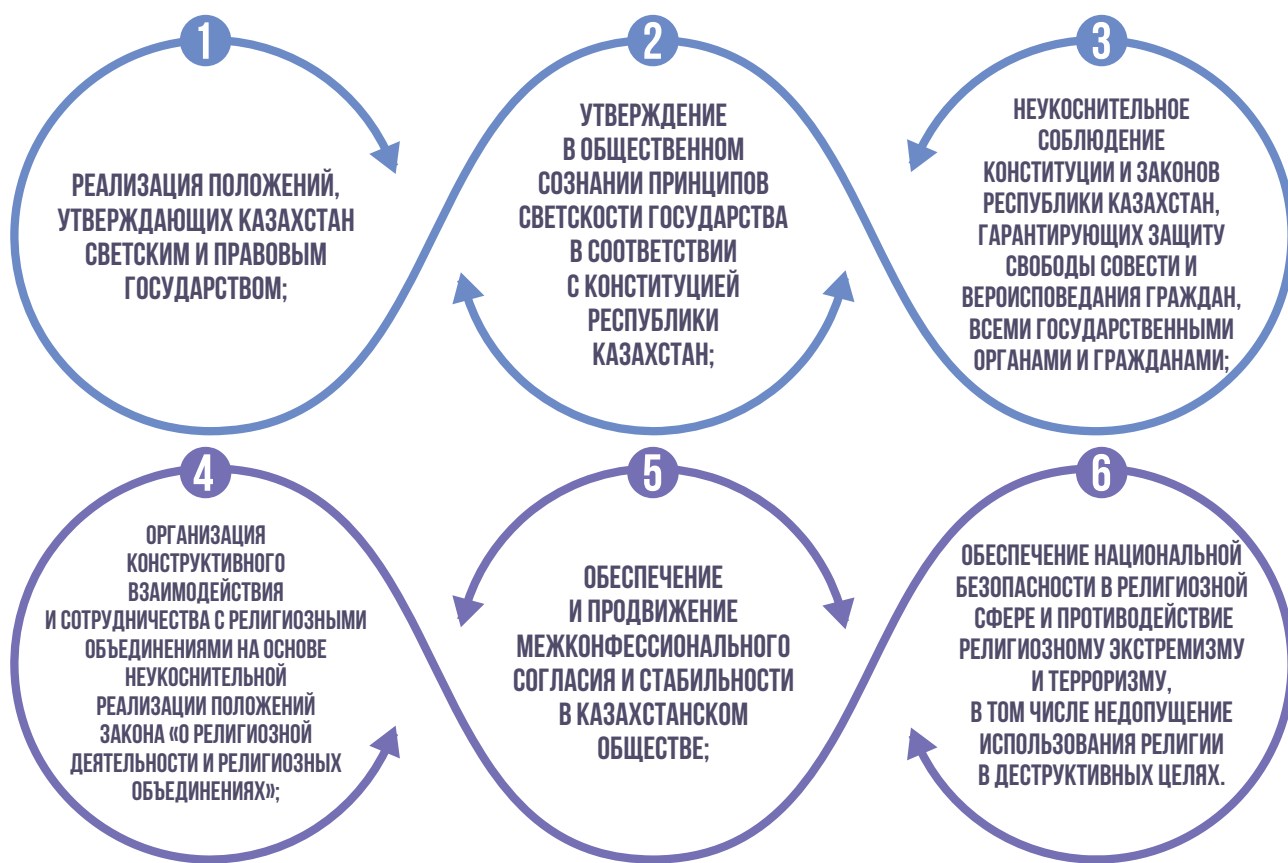 1
РЕАЛИЗАЦИЯ ПОЛОЖЕНИЙ,
УТВЕРЖДАЮЩИХ КАЗАХСТАН
СВЕТСКИМ И ПРАВОВЫМ
ГОСУДАРСТВОМ;
2
УТВЕРЖДЕНИЕ
В ОБЩЕСТВЕННОМ
СОЗНАНИИ ПРИНЦИПОВ
СВЕТСКОСТИ ГОСУДАРСТВА
В СООТВЕТСТВИИ
С КОНСТИТУЦИЕЙ
РЕСПУБЛИКИ
КАЗАХСТАН;
3
НЕУКОСНИТЕЛЬНОЕ
СОБЛЮДЕНИЕ
КОНСТИТУЦИИ И ЗАКОНОВ
РЕСПУБЛИКИ КАЗАХСТАН,
ГАРАНТИРУЮЩИХ ЗАЩИТУ
СВОБОДЫ СОВЕСТИ И
ВЕРОИСПОВЕДАНИЯ ГРАЖДАН,
ВСЕМИ ГОСУДАРСТВЕННЫМИ
ОРГАНАМИ И ГРАЖДАНАМИ;
4
ОРГАНИЗАЦИЯ
КОНСТРУКТИВНОГО
ВЗАИМОДЕЙСТВИЯ
И СОТРУДНИЧЕСТВА С РЕЛИГИОЗНЫМИ
ОБЪЕДИНЕНИЯМИ НА ОСНОВЕ
НЕУКОСНИТЕЛЬНОЙ
РЕАЛИЗАЦИИ ПОЛОЖЕНИЙ
ЗАКОНА «О РЕЛИГИОЗНОЙ
ДЕЯТЕЛЬНОСТИ И РЕЛИГИОЗНЫХ
ОБЪЕДИНЕНИЯХ»;
5
ОБЕСПЕЧЕНИЕ
И ПРОДВИЖЕНИЕ
МЕЖКОНФЕССИОНАЛЬНОГО
СОГЛАСИЯ И СТАБИЛЬНОСТИ
В КАЗАХСТАНСКОМ
ОБЩЕСТВЕ;
6
ОБЕСПЕЧЕНИЕ НАЦИОНАЛЬНОЙ
БЕЗОПАСНОСТИ В РЕЛИГИОЗНОЙ
СФЕРЕ И ПРОТИВОДЕЙСТВИЕ
РЕЛИГИОЗНОМУ ЭКСТРЕМИЗМУ
И ТЕРРОРИЗМУ,
В ТОМ ЧИСЛЕ НЕДОПУЩЕНИЕ
ИСПОЛЬЗОВАНИЯ РЕЛИГИИ
В ДЕСТРУКТИВНЫХ ЦЕЛЯХ.